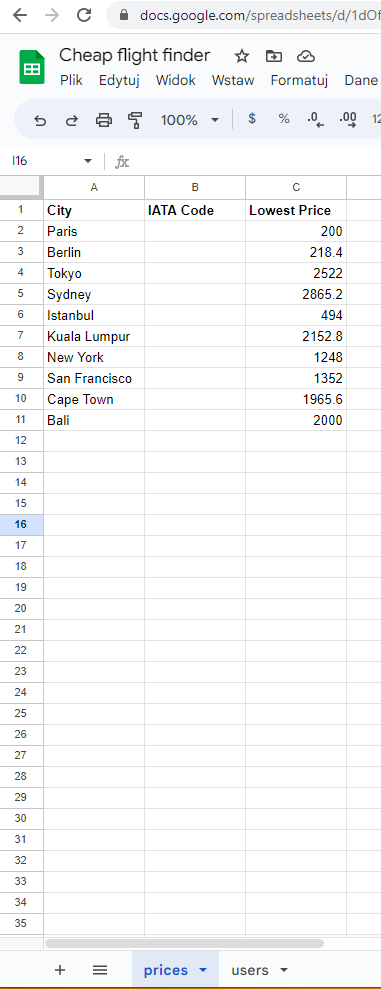 docs.google.com/spreadsheets/d/1dOf
Cheap flight finder
Plik Edytuj Widok Wstaw Formatuj Dane
100% $ % .0 .00 12
I16 fx
A B C
1 City IATA Code Lowest Price
2 Paris 200
3 Berlin 218.4
4 Tokyo 2522
5 Sydney 2865.2
6 Istanbul 494
7 Kuala Lumpur 2152.8
8 New York 1248
9 San Francisco 1352
10 Cape Town 1965.6
11 Bali 2000
12
13
14
15
16
17
18
19
20
21
22
23
24
25
26
27
28
29
30
31
32
33
34
35
prices users